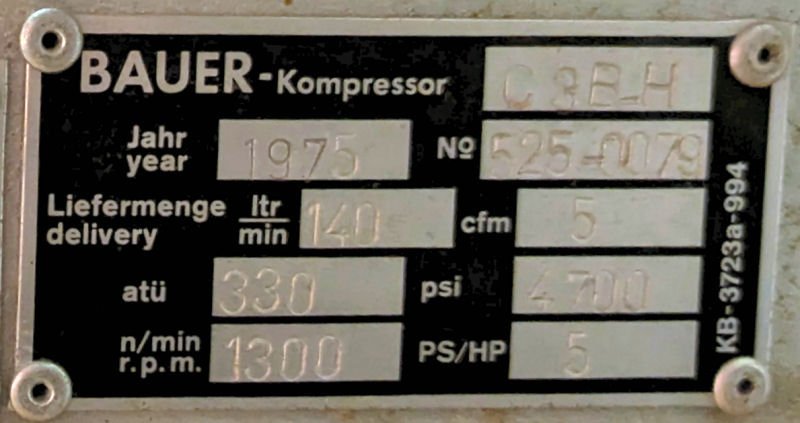 BAUER-Kompressor C3B-H
Jahr
year 1975 Nº 525-0079
Liefermenge ltr/min 140 cfm 5
delivery
atü 330 psi 4700
n/min
r.p.m. 1300 PS/HP 5
KB-3723a-994